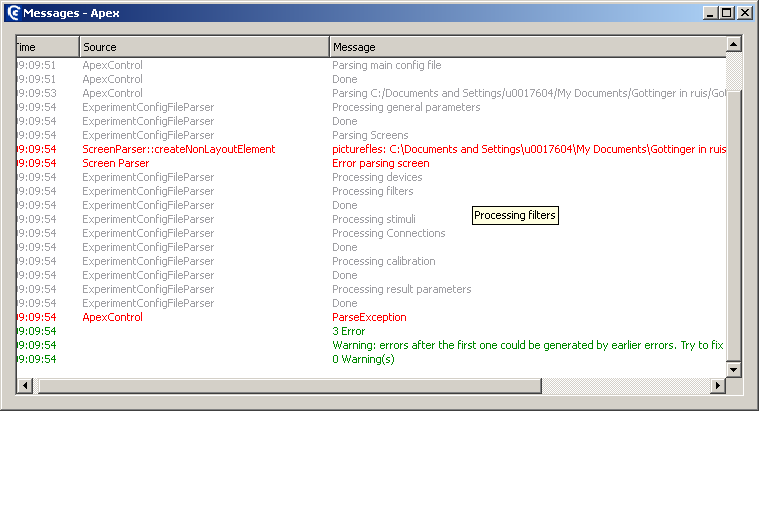 Messages - Apex
Time Source Message
09:09:51 ApexControl Parsing main config file
09:09:51 ApexControl Done
09:09:53 ApexControl Parsing C:/Documents and Settings/u0017604/My Documents/Gottinger in ruis/Got
09:09:54 ExperimentConfigFileParser Processing general parameters
09:09:54 ExperimentConfigFileParser Done
09:09:54 ExperimentConfigFileParser Parsing Screens
09:09:54 ScreenParser::createNonLayoutElement picturefles: C:\Documents and Settings\u0017604\My Documents\Gottinger in ruis
09:09:54 Screen Parser Error parsing screen
09:09:54 ExperimentConfigFileParser Processing devices
09:09:54 ExperimentConfigFileParser Processing filters
09:09:54 ExperimentConfigFileParser Done
09:09:54 ExperimentConfigFileParser Processing stimuli
Processing filters
09:09:54 ExperimentConfigFileParser Processing Connections
09:09:54 ExperimentConfigFileParser Done
09:09:54 ExperimentConfigFileParser Processing calibration
09:09:54 ExperimentConfigFileParser Done
09:09:54 ExperimentConfigFileParser Processing result parameters
09:09:54 ExperimentConfigFileParser Done
09:09:54 ApexControl ParseException
09:09:54 3 Error
09:09:54 Warning: errors after the first one could be generated by earlier errors. Try to fix
09:09:54 0 Warning(s)